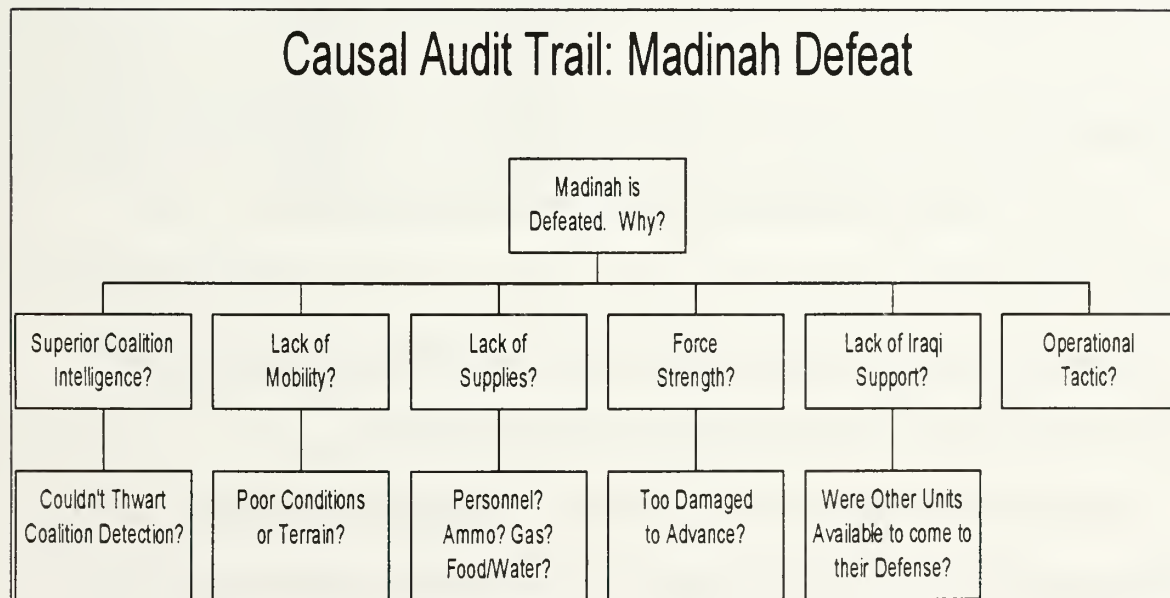 Causal Audit Trail: Madinah Defeat
Madinah is
Defeated. Why?
Superior Coalition
Intelligence?
Lack of
Mobility?
Lack of
Supplies?
Force
Strength?
Lack of Iraqi
Support?
Operational
Tactic?
Couldn't Thwart
Coalition Detection?
Poor Conditions
or Terrain?
Personnel?
Ammo? Gas?
Food/Water?
Too Damaged
to Advance?
Were Other Units
Available to come to
their Defense?